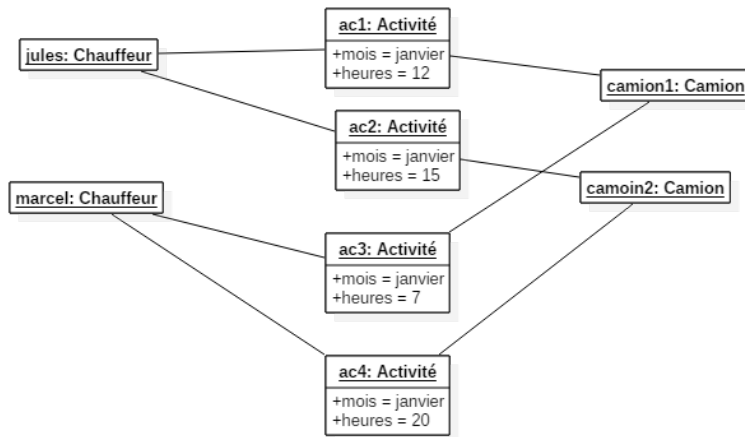 ac1: Activité
+mois = janvier
+heures = 12
jules: Chauffeur
camion1: Camion
ac2: Activité
+mois = janvier
+heures = 15
marcel: Chauffeur
camoin2: Camion
ac3: Activité
+mois = janvier
+heures = 7
ac4: Activité
+mois = janvier
+heures = 20